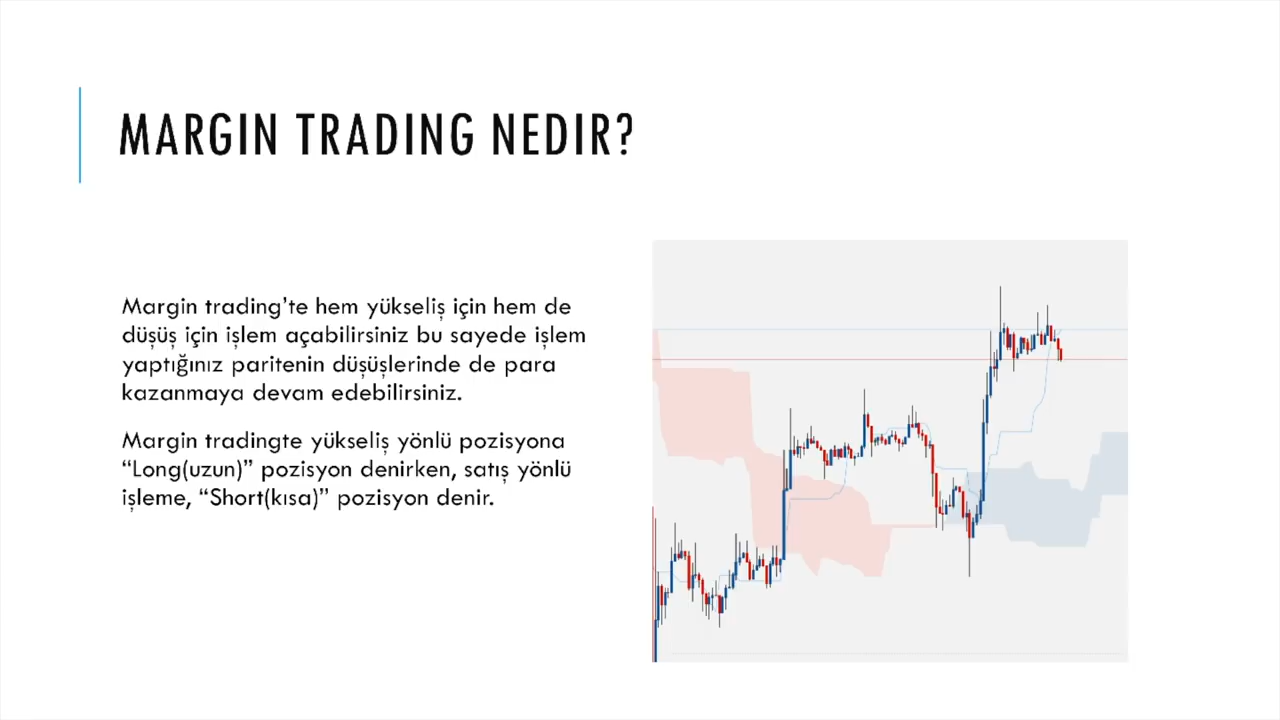 MARGIN TRADING NEDIR?
Margin trading'te hem yükseliş için hem de
düşüş için işlem açabilirsiniz bu sayede işlem
yaptığınız paritenin düşüşlerinde de para
kazanmaya devam edebilirsiniz.
Margin tradingte yükseliş yönlü pozisyona
“Long(uzun)” pozisyon denirken, satış yönlü
işleme, “Short(kısa)” pozisyon denir.